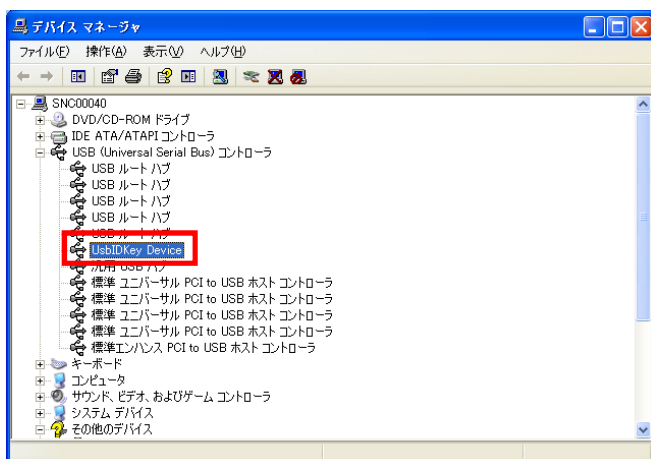 デバイス マネージャ
ファイル(F) 操作(A) 表示(V) ヘルプ(H)
SNC00040
DVD/CD-ROM ドライブ
IDE ATA/ATAPI コントローラ
USB (Universal Serial Bus) コントローラ
USB ルート ハブ
USB ルート ハブ
USB ルート ハブ
USB ルート ハブ
USB ルート ハブ
UsbIDKey Device
汎用 USB ハブ
標準 ユニバーサル PCI to USB ホスト コントローラ
標準 ユニバーサル PCI to USB ホスト コントローラ
標準 ユニバーサル PCI to USB ホスト コントローラ
標準 ユニバーサル PCI to USB ホスト コントローラ
標準エンハンス PCI to USB ホスト コントローラ
キーボード
コンピュータ
サウンド、ビデオ、およびゲーム コントローラ
システム デバイス
その他のデバイス